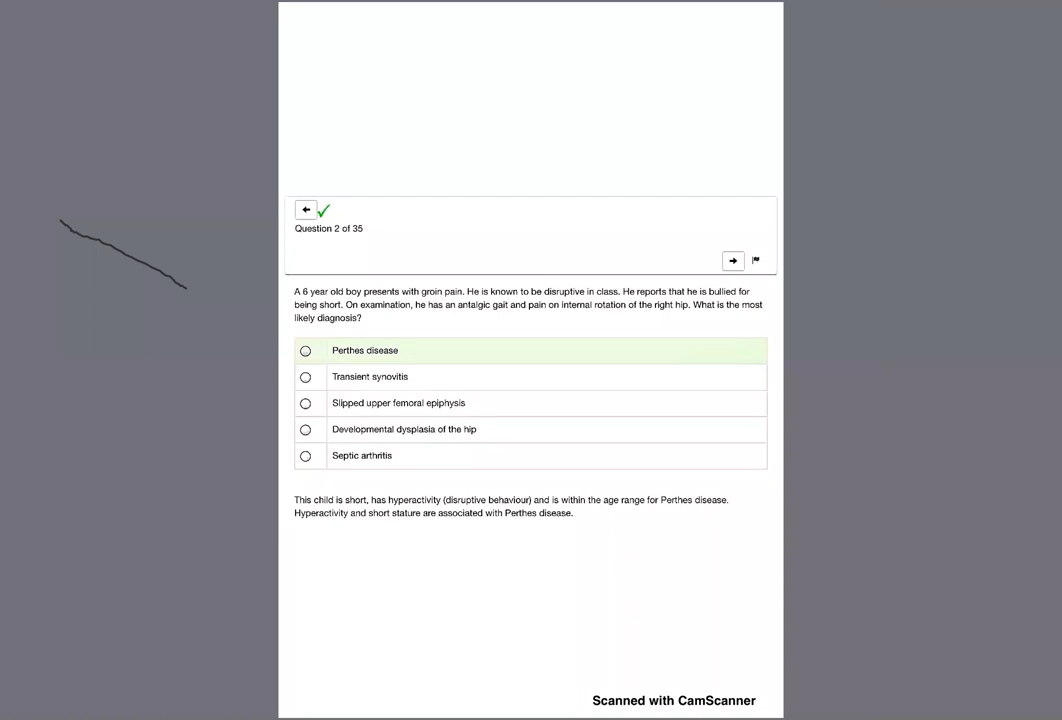 Question 2 of 35
A 6 year old boy presents with groin pain. He is known to be disruptive in class. He reports that he is bullied for
being short. On examination, he has an antalgic gait and pain on internal rotation of the right hip. What is the most
likely diagnosis?
Perthes disease
Transient synovitis
Slipped upper femoral epiphysis
Developmental dysplasia of the hip
Septic arthritis
This child is short, has hyperactivity (disruptive behaviour) and is within the age range for Perthes disease.
Hyperactivity and short stature are associated with Perthes disease.
Scanned with CamScanner